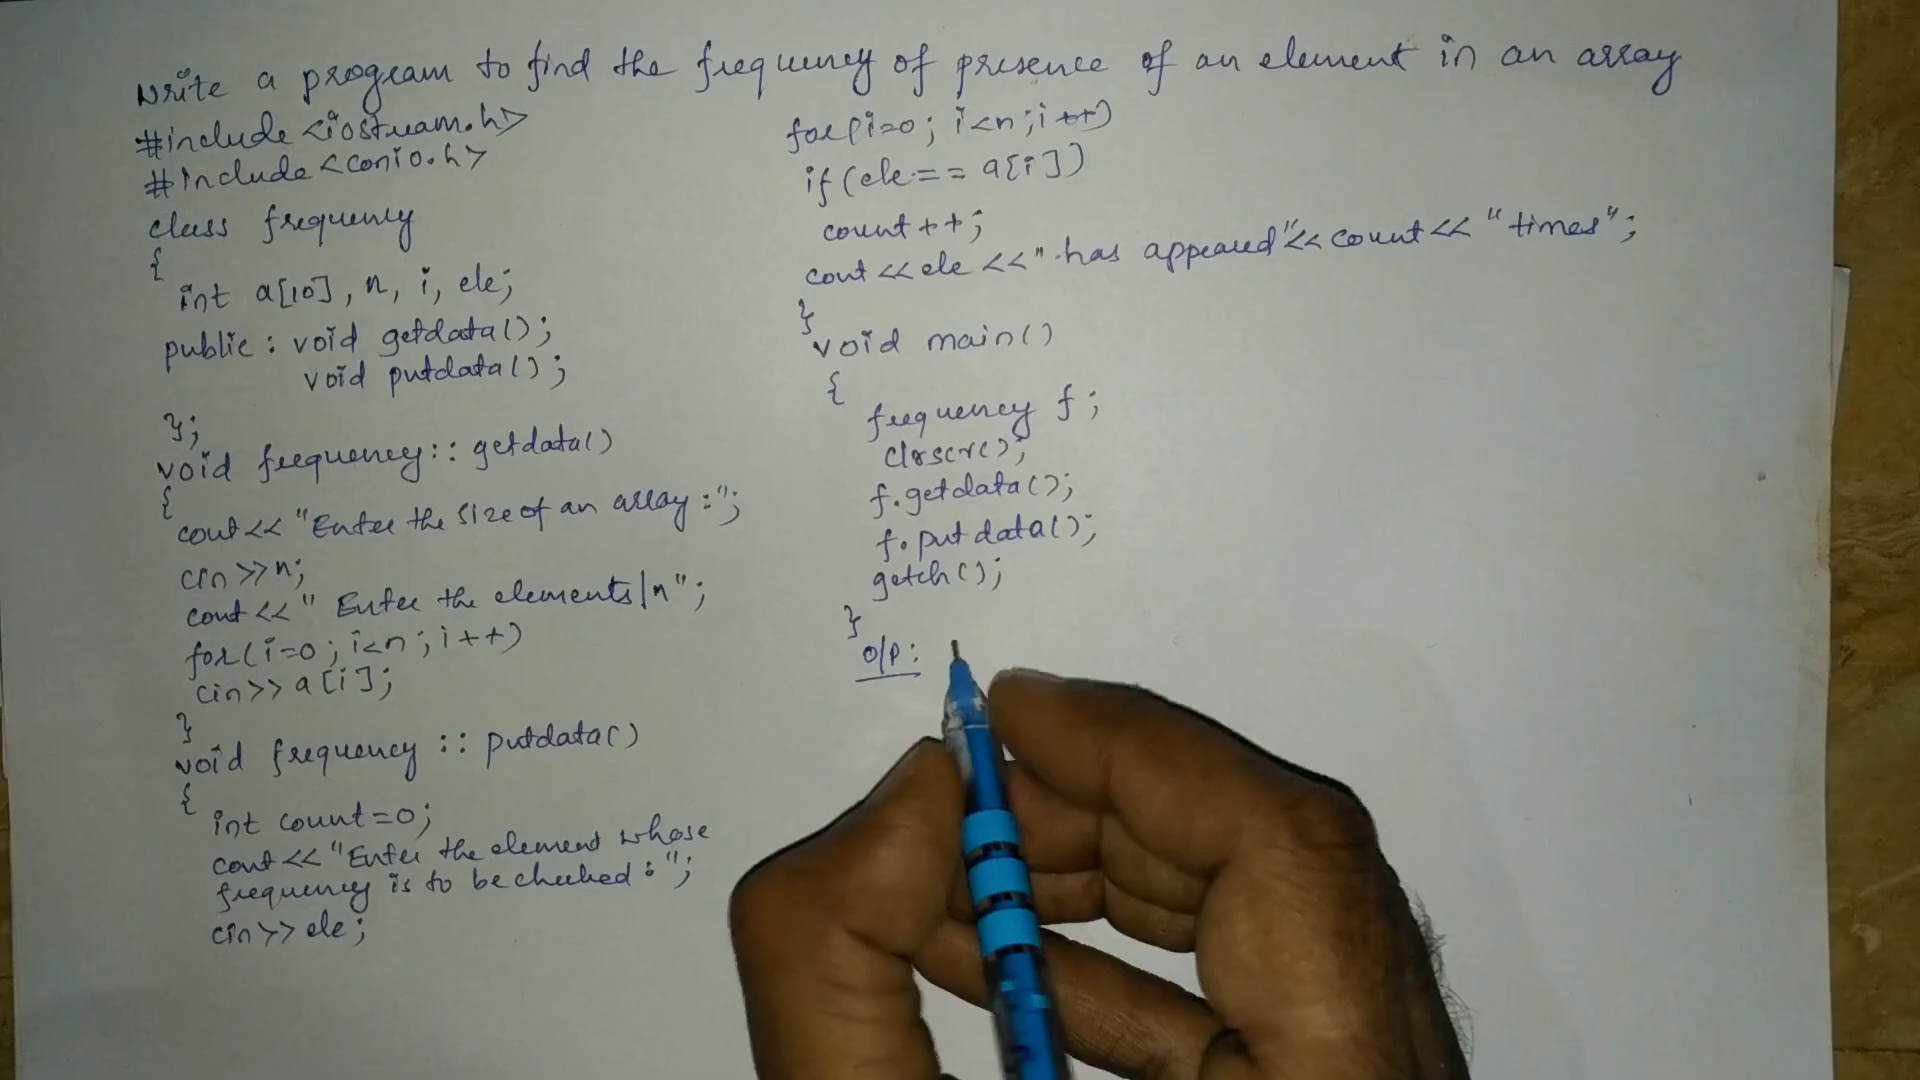 Write a program to find the frequency of presence of an element in an array
#include <iostream.h>
#include <conio.h>
class frequency
{
int a[10], n, i, ele;
public: void getdata();
void putdata();
};
void frequency:: getdata()
{
cout<< "Enter the size of an array :";
cin >>n;
cout << " Enter the elements\n";
for(i=0; i<n; i++)
cin>> a[i];
}
void frequency :: putdata()
{
int count=0;
cout << "Enter the element whose
frequency is to be checked :";
cin>> ele;
for(i=0; i<n; i++)
if(ele== a[i])
count++;
cout << ele <<" has appeared"<< count << "times";
}
void main()
{
frequency f;
clrscr();
f.getdata();
f.putdata();
getch();
}
O/P: